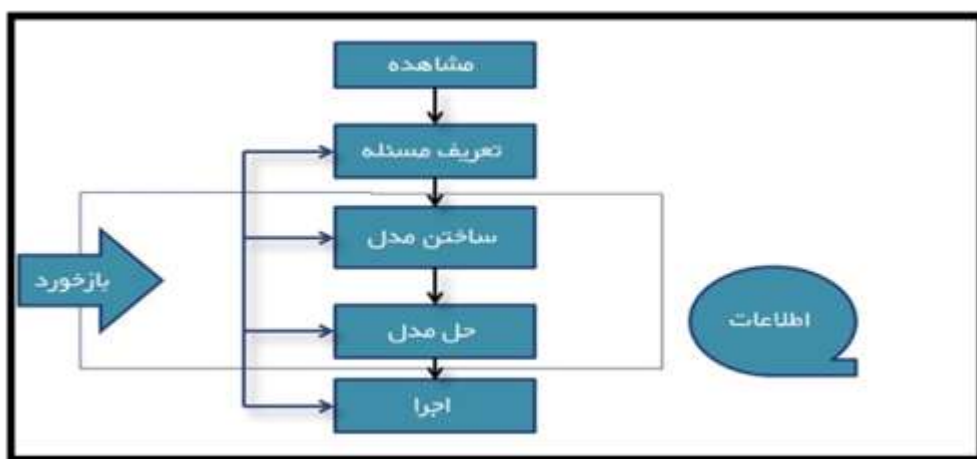 مشاهده
تعریف مسئله
ساختن مدل
بازخورد
اطلاعات
حل مدل
اجرا